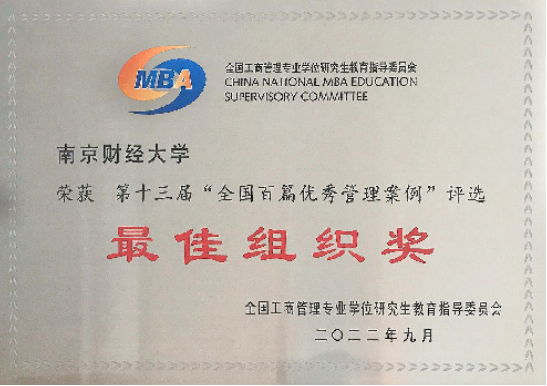 MBA
全国工商管理专业学位研究生教育指导委员会
CHINA NATIONAL MBA EDUCATION
SUPERVISORY COMMITTEE
南京财经大学
荣获 第十三届“全国百篇优秀管理案例”评选
最佳组织奖
全国工商管理专业学位研究生教育指导委员会
二〇二二年九月